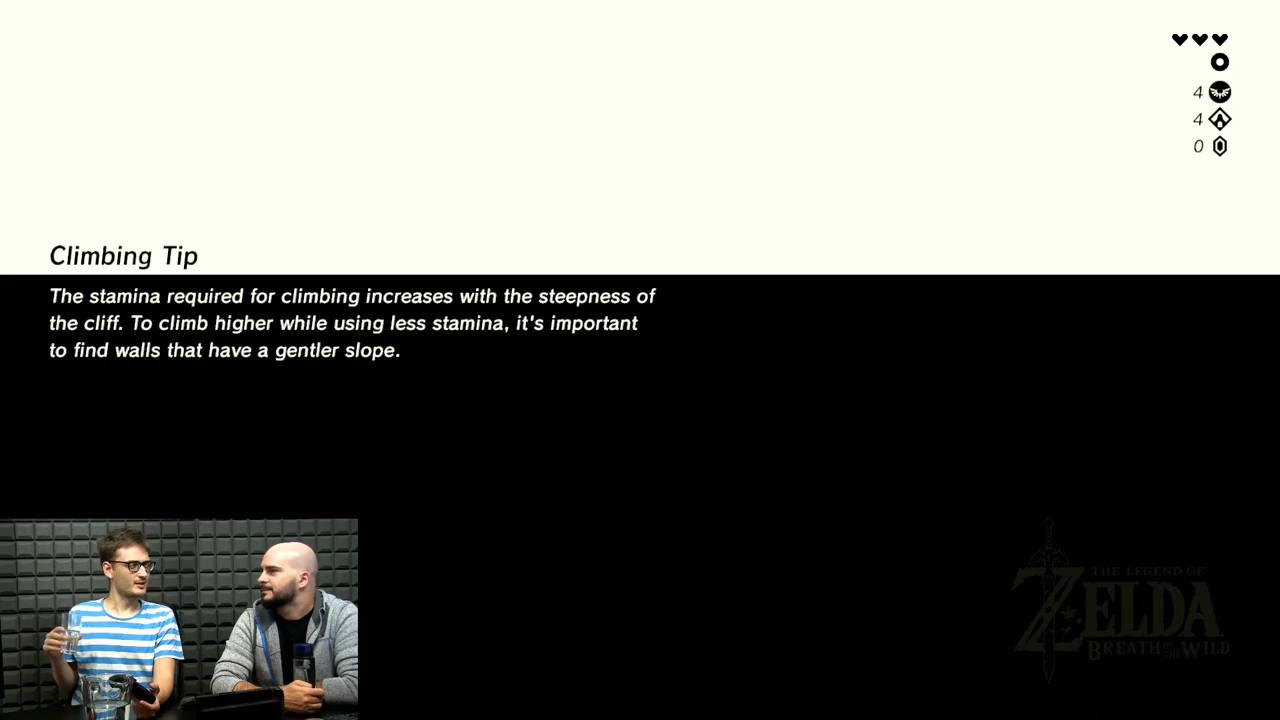 4
4
0
Climbing Tip
The stamina required for climbing increases with the steepness of
the cliff. To climb higher while using less stamina, it's important
to find walls that have a gentler slope.
THE LEGEND OF
ZELDA
BREATH OF THE WILD